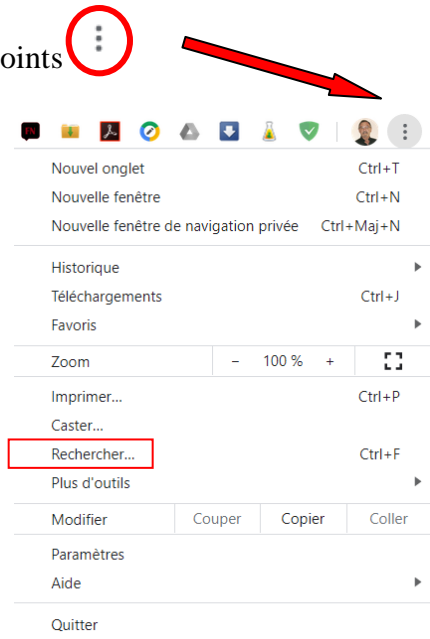 oints
FN
Nouvel onglet Ctrl+T
Nouvelle fenêtre Ctrl+N
Nouvelle fenêtre de navigation privée Ctrl+Maj+N
Historique
Téléchargements Ctrl+J
Favoris
Zoom - 100 % +
Imprimer... Ctrl+P
Caster...
Rechercher... Ctrl+F
Plus d'outils
Modifier Couper Copier Coller
Paramètres
Aide
Quitter